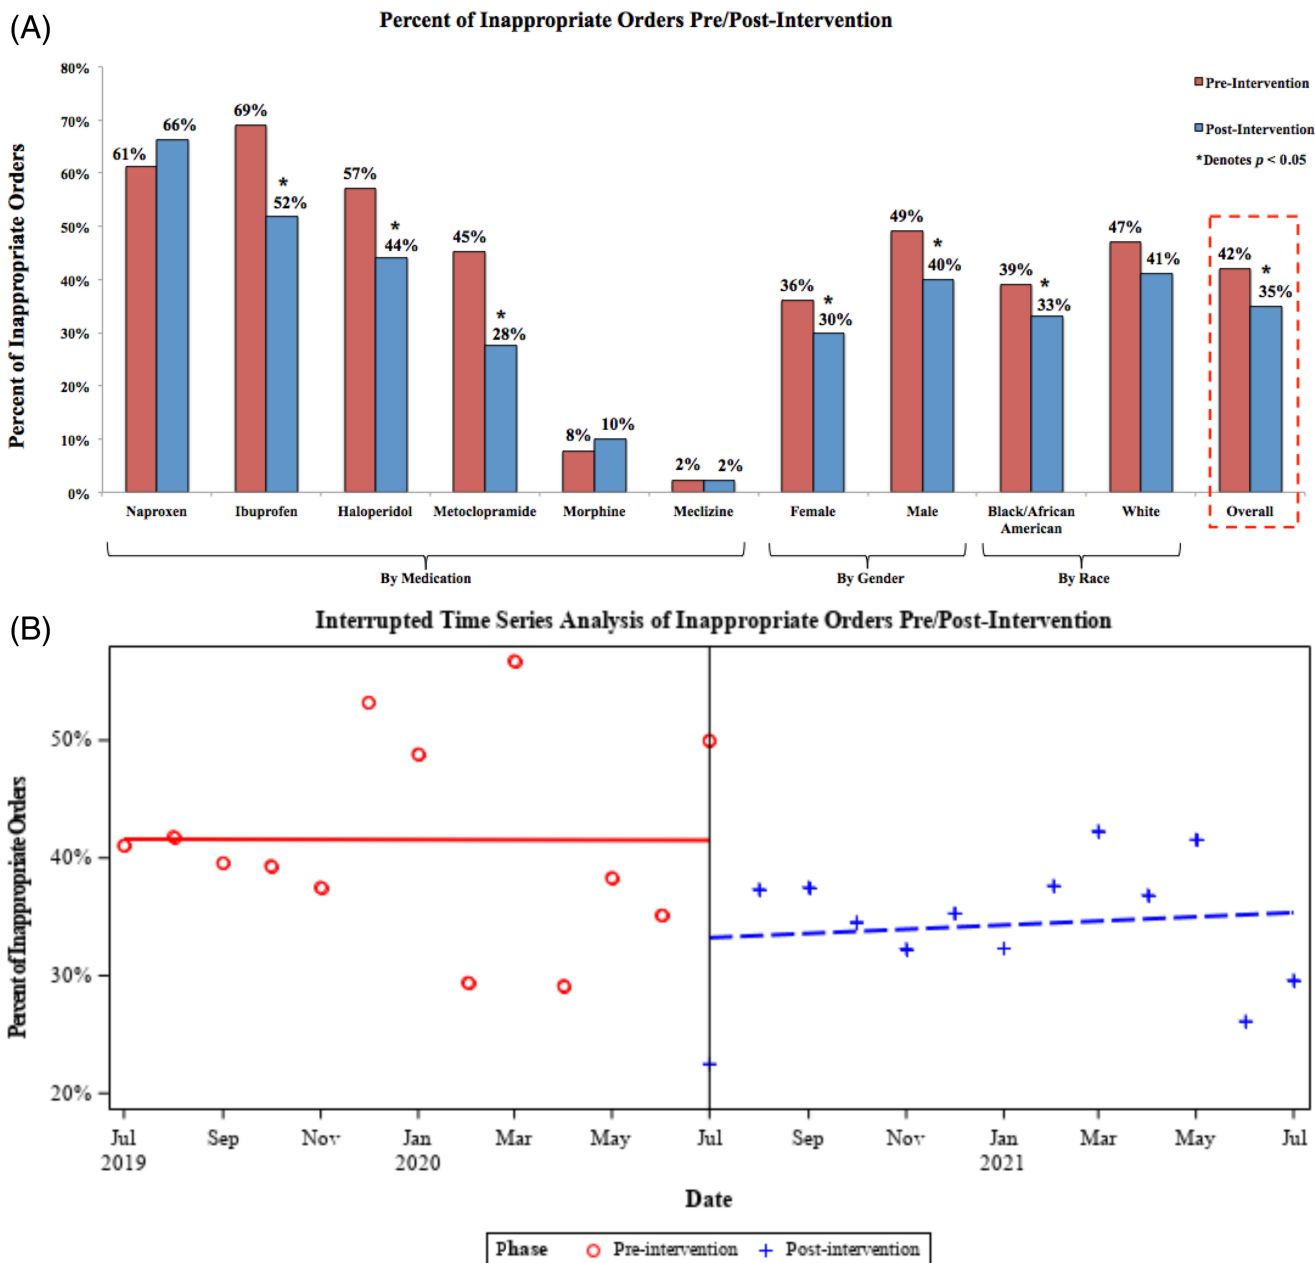 (A)
Percent of Inappropriate Orders Pre/Post-Intervention
Percent of Inappropriate Orders
80%
70%
60%
50%
40%
30%
20%
10%
0%
61%
66%
69%
*
52%
57%
*
44%
45%
*
28%
8%
10%
2%
2%
36%
*
30%
49%
*
40%
39%
*
33%
47%
41%
42%
*
35%
Pre-Intervention
Post-Intervention
*Denotes p < 0.05
Naproxen
Ibuprofen
Haloperidol
Metoclopramide
Morphine
Meclizine
Female
Male
Black/African
American
White
Overall
By Medication
By Gender
By Race
(B)
Interrupted Time Series Analysis of Inappropriate Orders Pre/Post-Intervention
Percent of Inappropriate Orders
50%
40%
30%
20%
Jul
2019
Sep
Nov
Jan
2020
Mar
May
Jul
Sep
Nov
Jan
2021
Mar
May
Jul
Date
Phase
Pre-intervention
Post-intervention